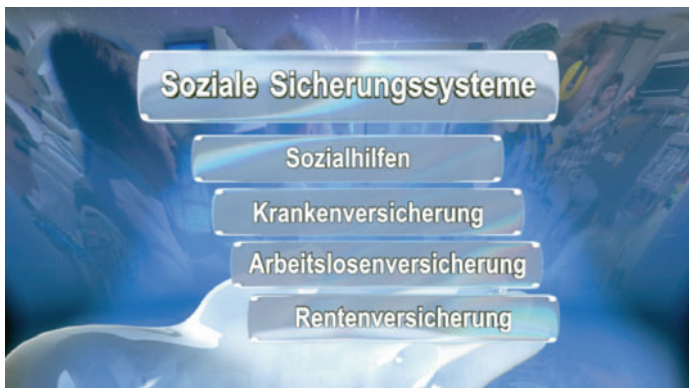 Soziale Sicherungssysteme
Sozialhilfen
Krankenversicherung
Arbeitslosenversicherung
Rentenversicherung